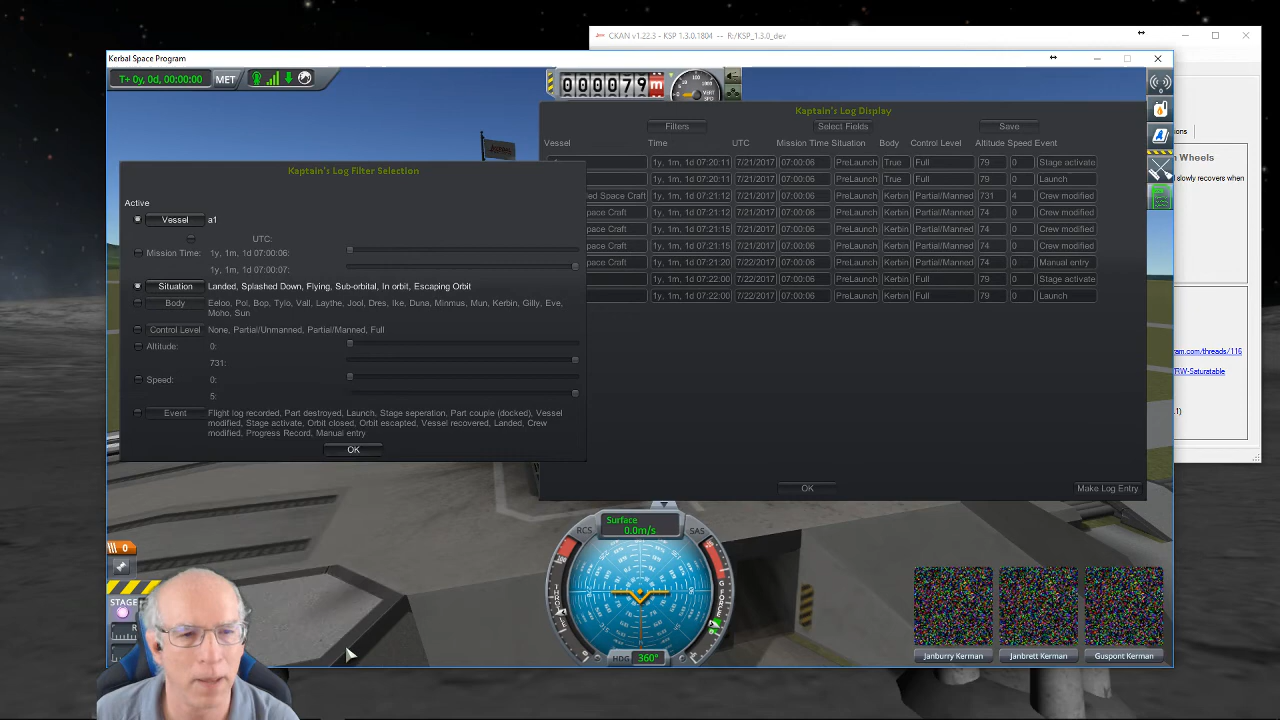 CKAN v1.22.3 - KSP 1.3.0.1804 -- R:/KSP_1.3.0_dev
Kerbal Space Program
T+ 0y, 0d, 00:00:00 MET
000079 m
Kaptain's Log Display
Filters Select Fields Save
Vessel Time UTC Mission Time Situation Body Control Level Altitude Speed Event
1y, 1m, 1d 07:20:11 7/21/2017 07:00:06 PreLaunch True Full 79 0 Stage activate
1y, 1m, 1d 07:20:11 7/21/2017 07:00:06 PreLaunch True Full 79 0 Launch
ed Space Craft 1y, 1m, 1d 07:21:12 7/21/2017 07:00:06 PreLaunch Kerbin Partial/Manned 731 4 Crew modified
pace Craft 1y, 1m, 1d 07:21:12 7/21/2017 07:00:06 PreLaunch Kerbin Partial/Manned 74 0 Crew modified
pace Craft 1y, 1m, 1d 07:21:15 7/21/2017 07:00:06 PreLaunch Kerbin Partial/Manned 74 0 Crew modified
pace Craft 1y, 1m, 1d 07:21:15 7/21/2017 07:00:06 PreLaunch Kerbin Partial/Manned 74 0 Crew modified
pace Craft 1y, 1m, 1d 07:21:20 7/22/2017 07:00:06 PreLaunch Kerbin Partial/Manned 74 0 Manual entry
1y, 1m, 1d 07:22:00 7/22/2017 07:00:06 PreLaunch Kerbin Full 79 0 Stage activate
1y, 1m, 1d 07:22:00 7/22/2017 07:00:06 PreLaunch Kerbin Full 79 0 Launch
OK Make Log Entry
Kaptain's Log Filter Selection
Active
Vessel a1
UTC:
Mission Time: 1y, 1m, 1d 07:00:06:
1y, 1m, 1d 07:00:07:
Situation Landed, Splashed Down, Flying, Sub-orbital, In orbit, Escaping Orbit
Body Eeloo, Pol, Bop, Tylo, Vall, Laythe, Jool, Dres, Ike, Duna, Minmus, Mun, Kerbin, Gilly, Eve,
Moho, Sun
Control Level None, Partial/Unmanned, Partial/Manned, Full
Altitude: 0:
731:
Speed: 0:
5:
Event Flight log recorded, Part destroyed, Launch, Stage seperation, Part couple (docked), Vessel
modified, Stage activate, Orbit closed, Orbit escapted, Vessel recovered, Landed, Crew
modified, Progress Record, Manual entry
OK
ions
n Wheels
slowly recovers when
ram.com/threads/116
RW-Saturatable
1)
RCS Surface SAS
0.0m/s
THROTTLE
G FORCE
HDG 360°
0
STAGE
R
Janburry Kerman Janbrett Kerman Guspont Kerman